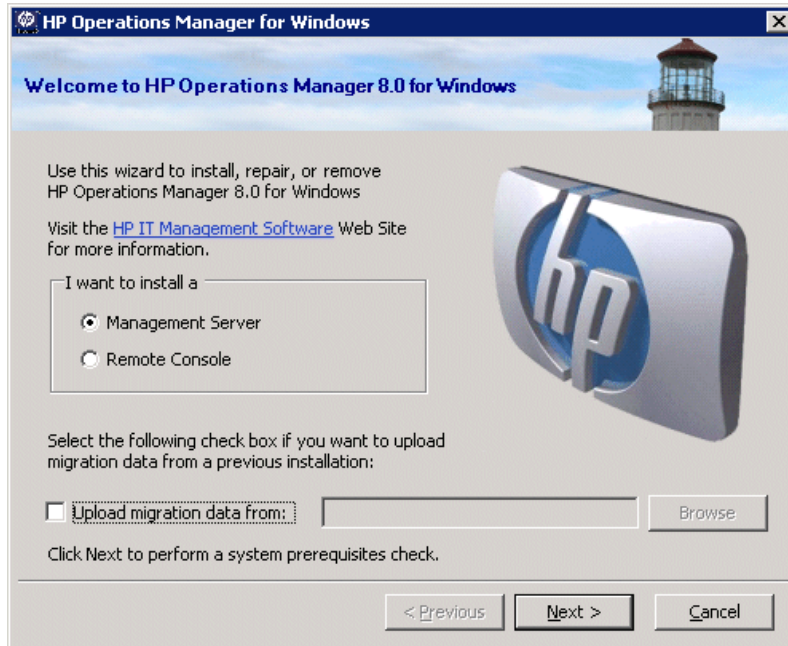 HP Operations Manager for Windows
Welcome to HP Operations Manager 8.0 for Windows
Use this wizard to install, repair, or remove
HP Operations Manager 8.0 for Windows
Visit the HP IT Management Software Web Site
for more information.
I want to install a
Management Server
Remote Console
hp
Select the following check box if you want to upload
migration data from a previous installation:
Upload migration data from:
Browse
Click Next to perform a system prerequisites check.
< Previous
Next >
Cancel